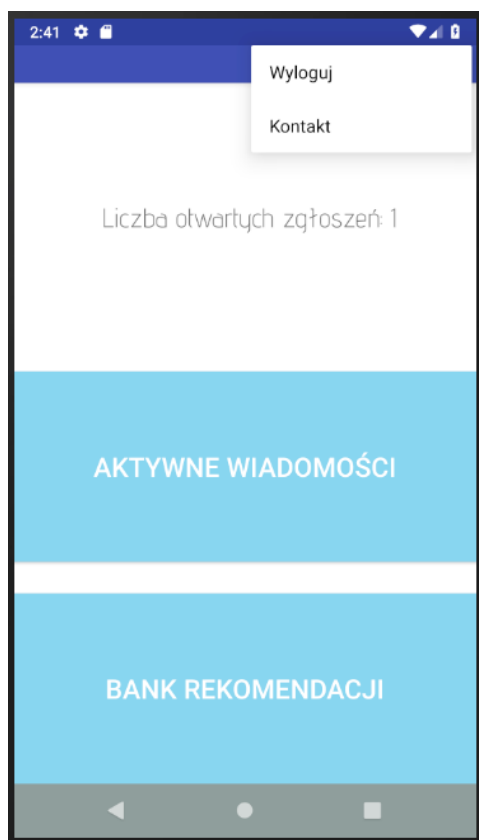 2:41
Wyloguj
Kontakt
Liczba otwartych zgłoszeń: 1
AKTYWNE WIADOMOŚCI
BANK REKOMENDACJI